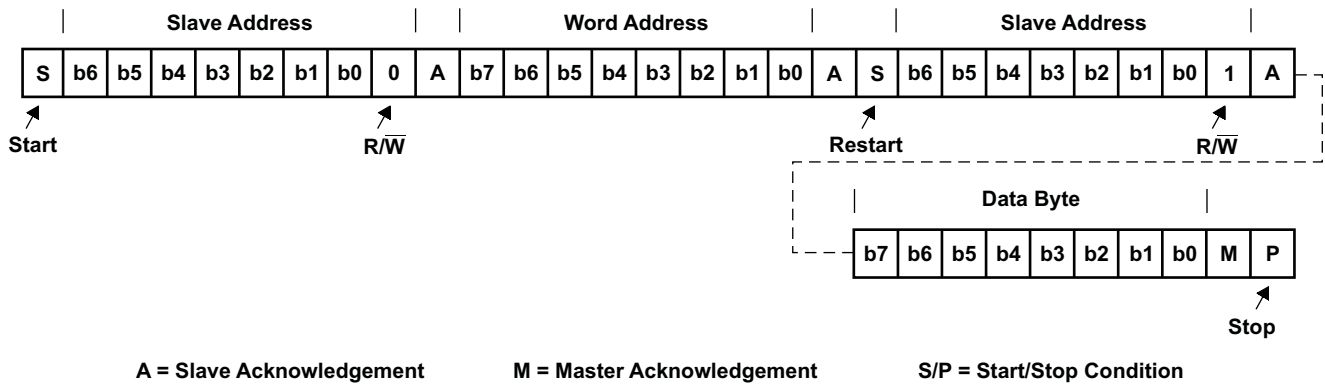 Slave Address Word Address Slave Address
S b6 b5 b4 b3 b2 b1 b0 0 A b7 b6 b5 b4 b3 b2 b1 b0 A S b6 b5 b4 b3 b2 b1 b0 1 A
Start R/W̅ Restart R/W̅
Data Byte
b7 b6 b5 b4 b3 b2 b1 b0 M P
Stop
A = Slave Acknowledgement M = Master Acknowledgement S/P = Start/Stop Condition